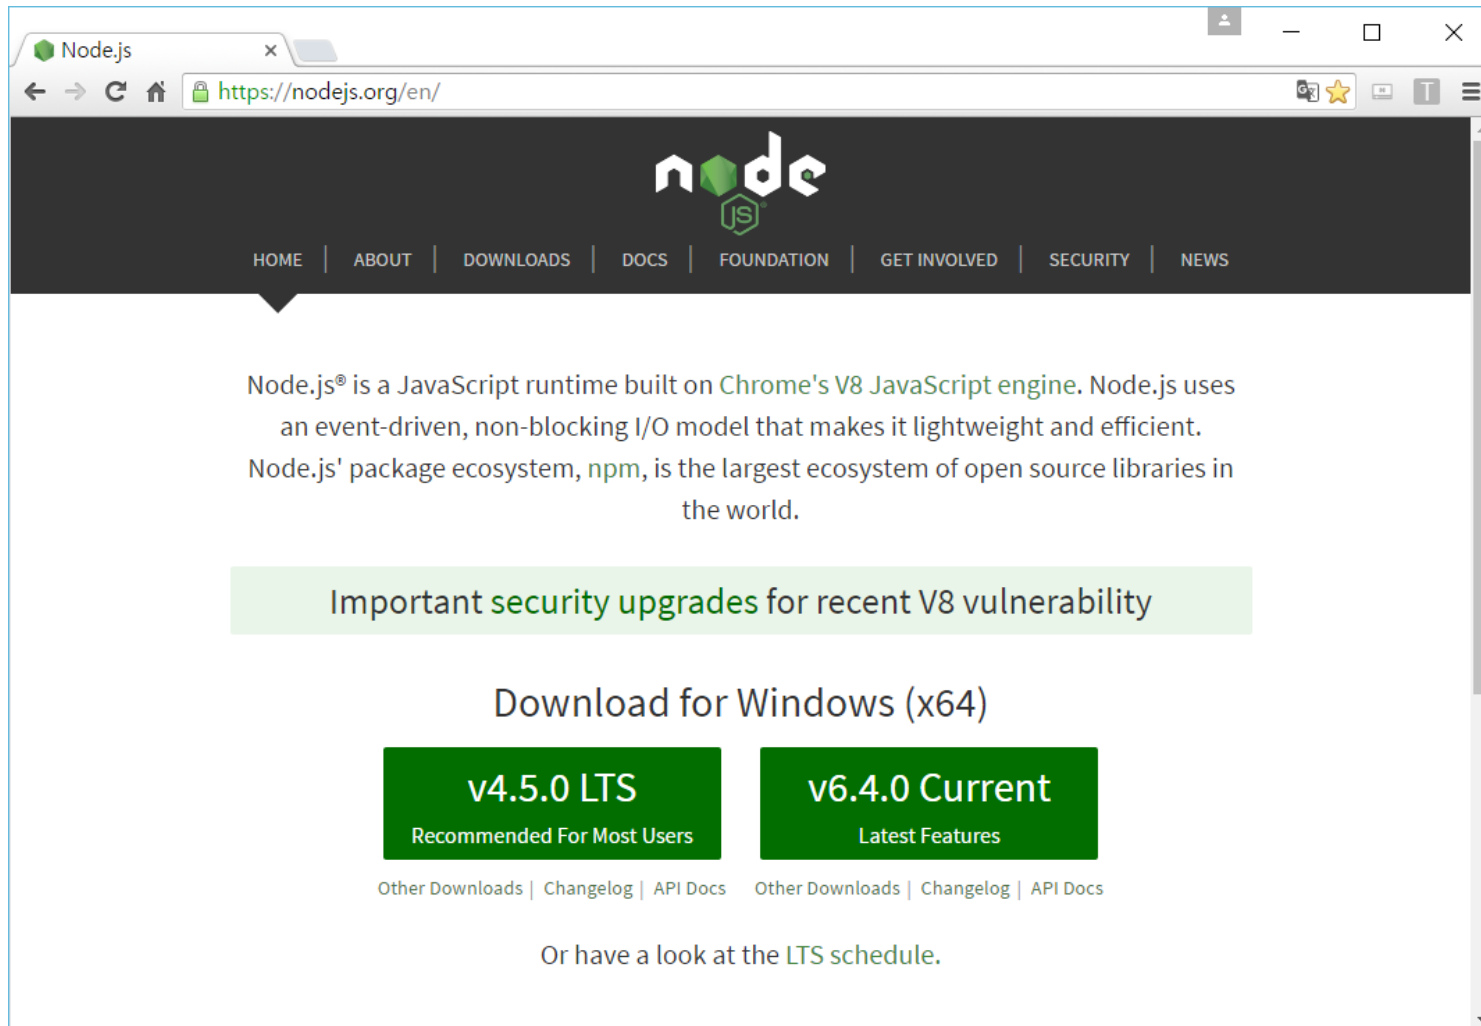 Node.js
https://nodejs.org/en/
T
node
JS
HOME | ABOUT | DOWNLOADS | DOCS | FOUNDATION | GET INVOLVED | SECURITY | NEWS
Node.js® is a JavaScript runtime built on Chrome's V8 JavaScript engine. Node.js uses
an event-driven, non-blocking I/O model that makes it lightweight and efficient.
Node.js' package ecosystem, npm, is the largest ecosystem of open source libraries in
the world.
Important security upgrades for recent V8 vulnerability
Download for Windows (x64)
v4.5.0 LTS
Recommended For Most Users
v6.4.0 Current
Latest Features
Other Downloads | Changelog | API Docs
Other Downloads | Changelog | API Docs
Or have a look at the LTS schedule.